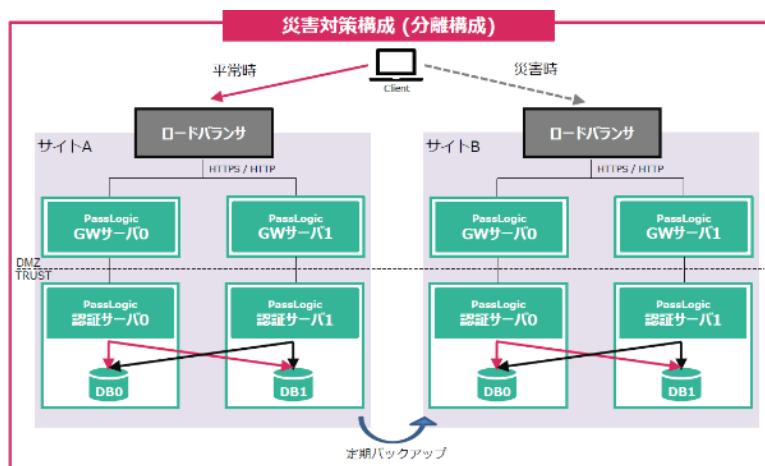 災害対策構成 (分離構成)
平常時
災害時
Client
ロードバランサ
ロードバランサ
サイトA
サイトB
HTTPS / HTTP
HTTPS / HTTP
PassLogic
GWサーバ0
PassLogic
GWサーバ1
PassLogic
GWサーバ0
PassLogic
GWサーバ1
DMZ
TRUST
PassLogic
認証サーバ0
PassLogic
認証サーバ1
PassLogic
認証サーバ0
PassLogic
認証サーバ1
DB0
DB1
DB0
DB1
定期バックアップ